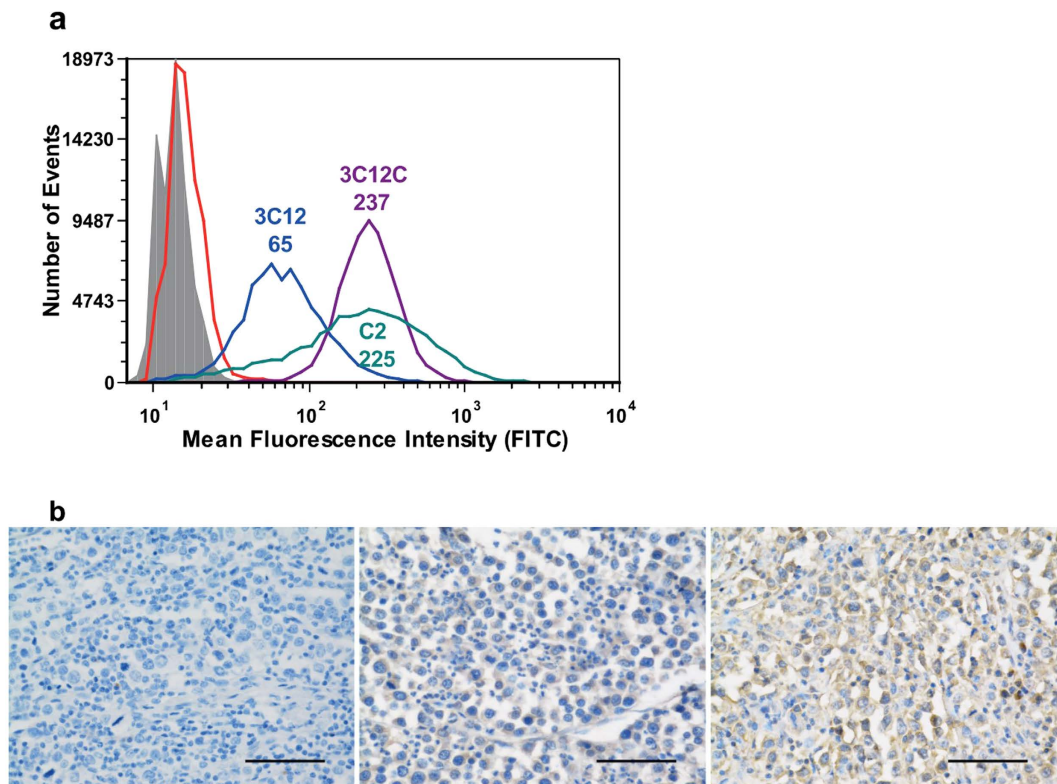 a
18973
14230
9487
4743
0
Number of Events
3C12
65
3C12C
237
C2
225
10¹
10²
10³
10⁴
Mean Fluorescence Intensity (FITC)
b